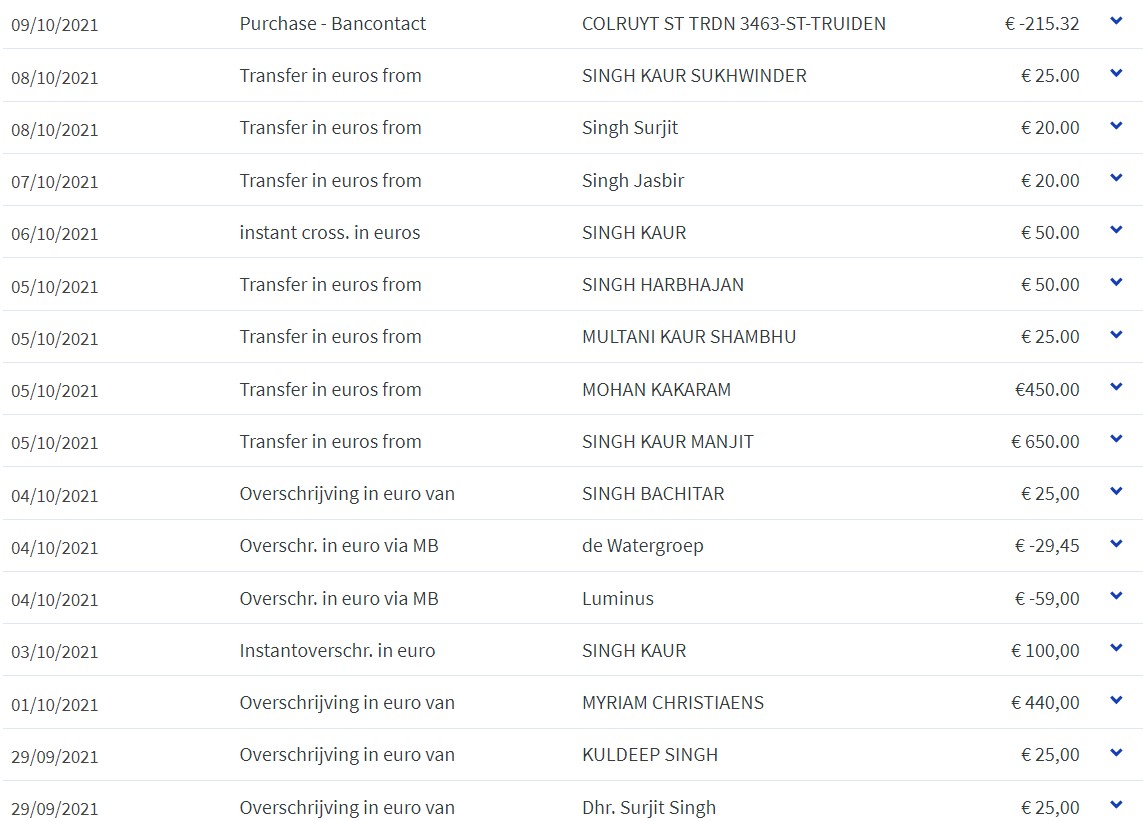 09/10/2021 Purchase - Bancontact COLRUYT ST TRDN 3463-ST-TRUIDEN € -215.32
08/10/2021 Transfer in euros from SINGH KAUR SUKHWINDER € 25.00
08/10/2021 Transfer in euros from Singh Surjit € 20.00
07/10/2021 Transfer in euros from Singh Jasbir € 20.00
06/10/2021 instant cross. in euros SINGH KAUR € 50.00
05/10/2021 Transfer in euros from SINGH HARBHAJAN € 50.00
05/10/2021 Transfer in euros from MULTANI KAUR SHAMBHU € 25.00
05/10/2021 Transfer in euros from MOHAN KAKARAM €450.00
05/10/2021 Transfer in euros from SINGH KAUR MANJIT € 650.00
04/10/2021 Overschrijving in euro van SINGH BACHITAR € 25,00
04/10/2021 Overschr. in euro via MB de Watergroep € -29,45
04/10/2021 Overschr. in euro via MB Luminus € -59,00
03/10/2021 Instantoverschr. in euro SINGH KAUR € 100,00
01/10/2021 Overschrijving in euro van MYRIAM CHRISTIAENS € 440,00
29/09/2021 Overschrijving in euro van KULDEEP SINGH € 25,00
29/09/2021 Overschrijving in euro van Dhr. Surjit Singh € 25,00